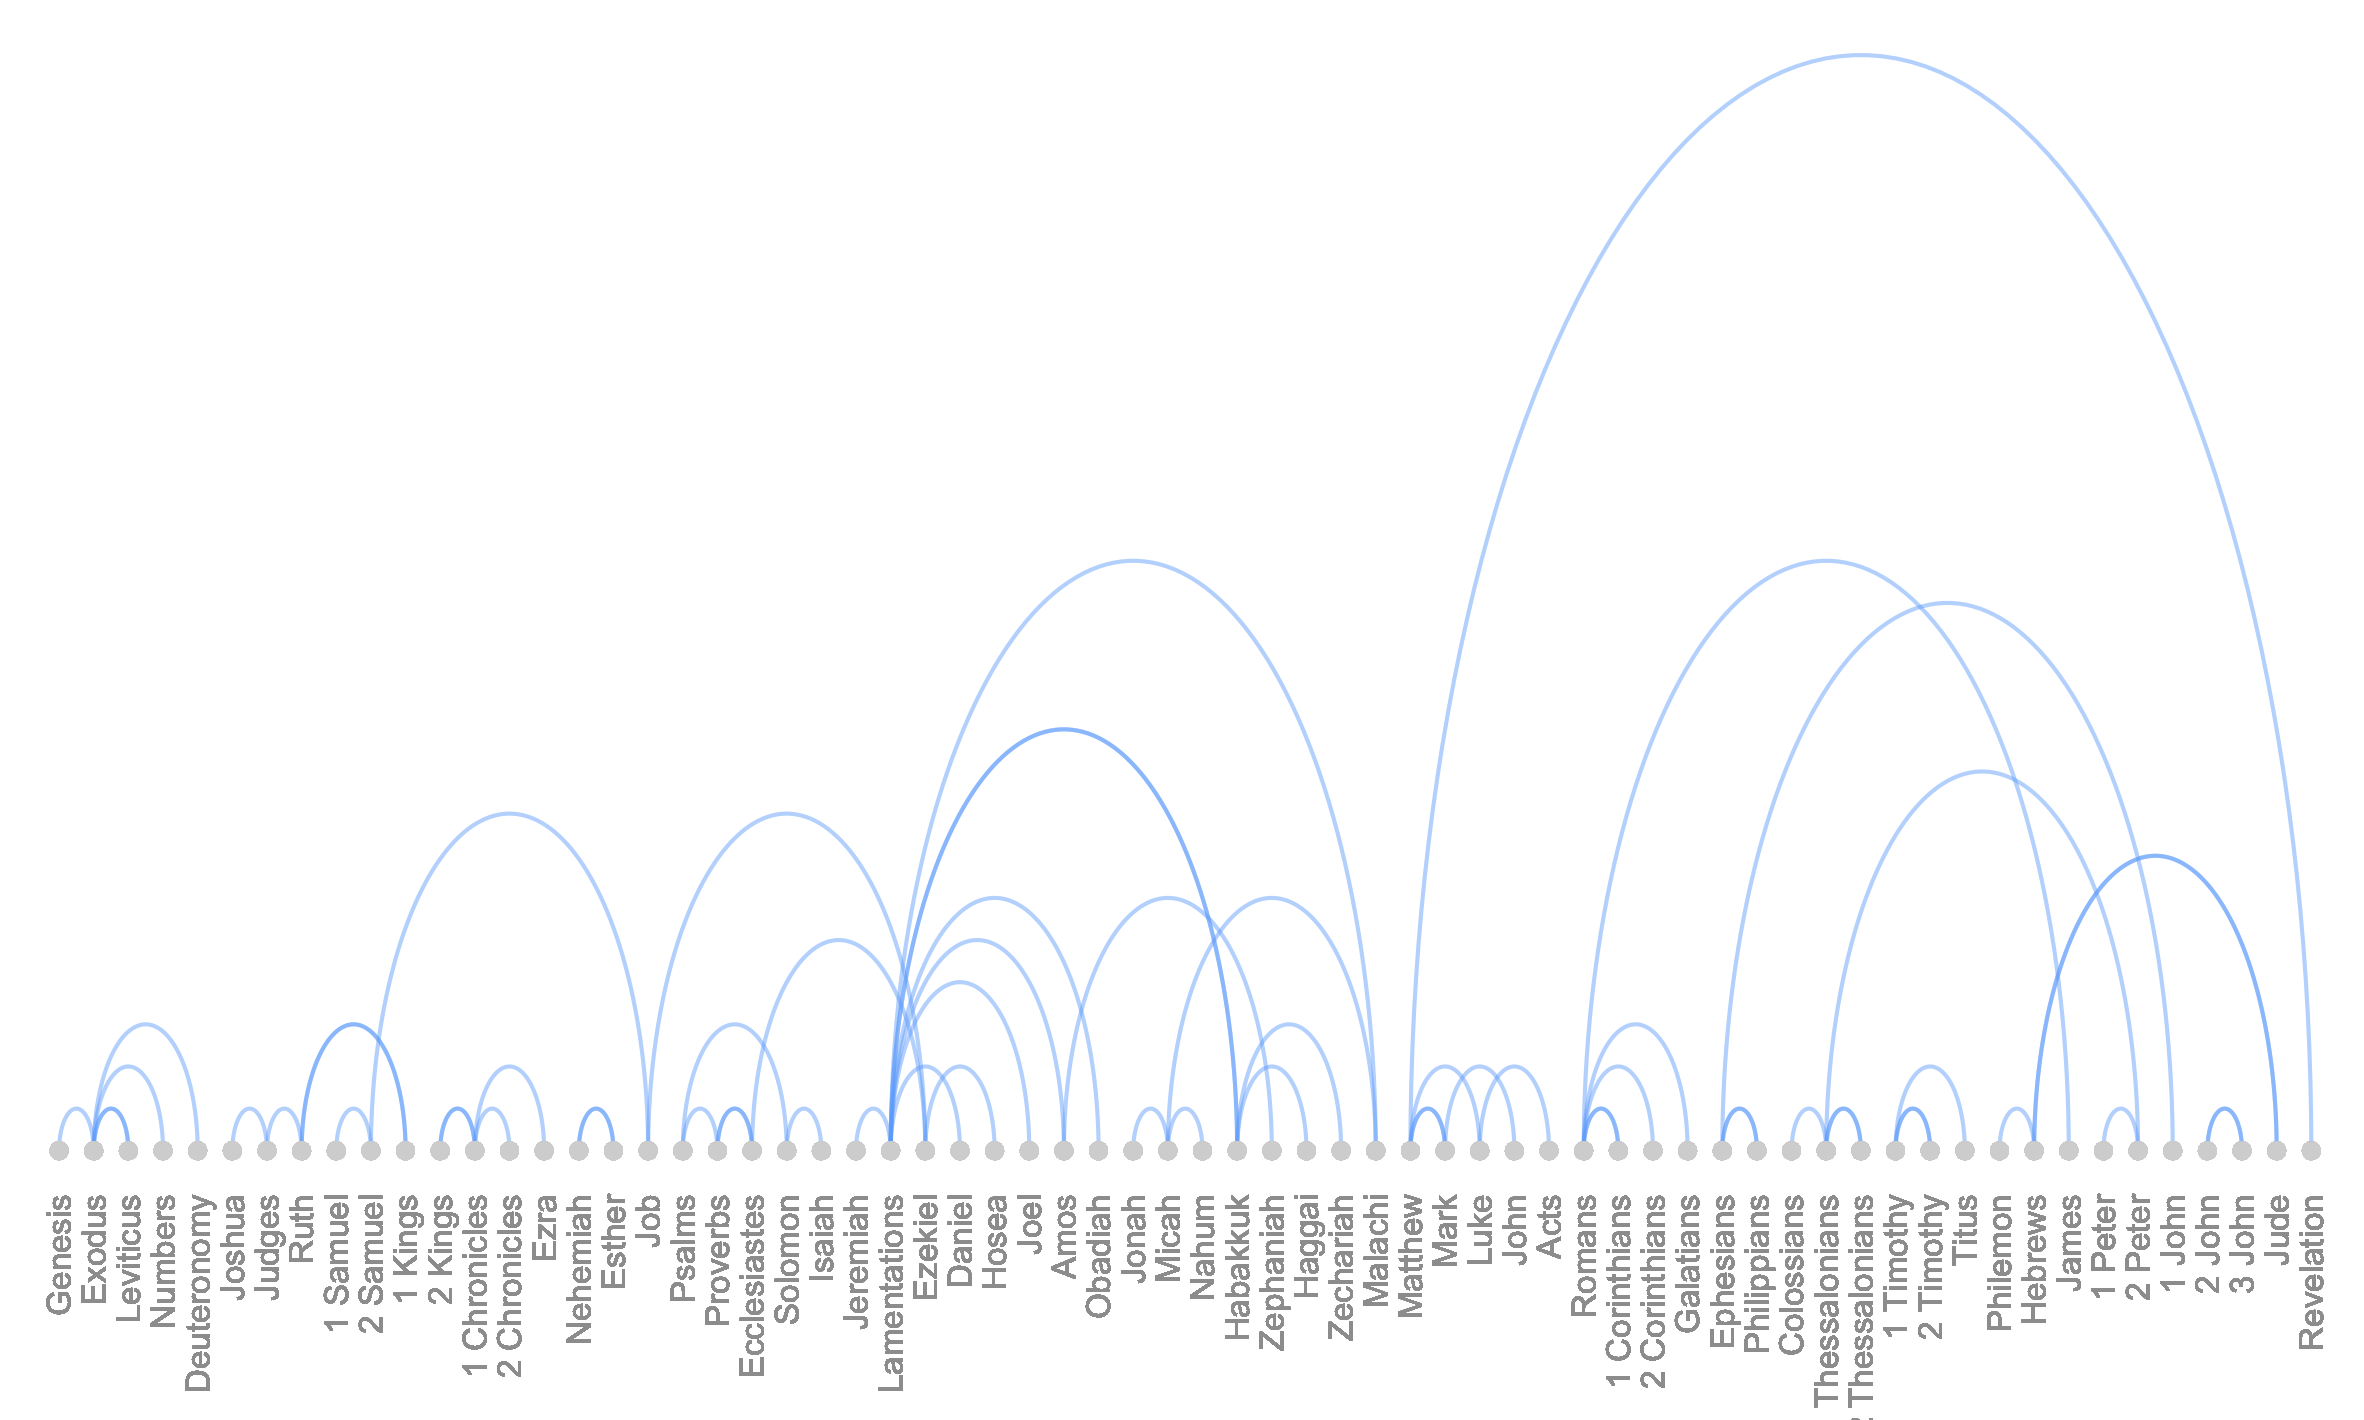 Genesis
Exodus
Leviticus
Numbers
Deuteronomy
Joshua
Judges
Ruth
1 Samuel
2 Samuel
1 Kings
2 Kings
1 Chronicles
2 Chronicles
Ezra
Nehemiah
Esther
Job
Psalms
Proverbs
Ecclesiastes
Solomon
Isaiah
Jeremiah
Lamentations
Ezekiel
Daniel
Hosea
Joel
Amos
Obadiah
Jonah
Micah
Nahum
Habakkuk
Zephaniah
Haggai
Zechariah
Malachi
Matthew
Mark
Luke
John
Acts
Romans
1 Corinthians
2 Corinthians
Galatians
Ephesians
Philippians
Colossians
Thessalonians
Thessalonians
1 Timothy
2 Timothy
Titus
Philemon
Hebrews
James
1 Peter
2 Peter
1 John
2 John
3 John
Jude
Revelation